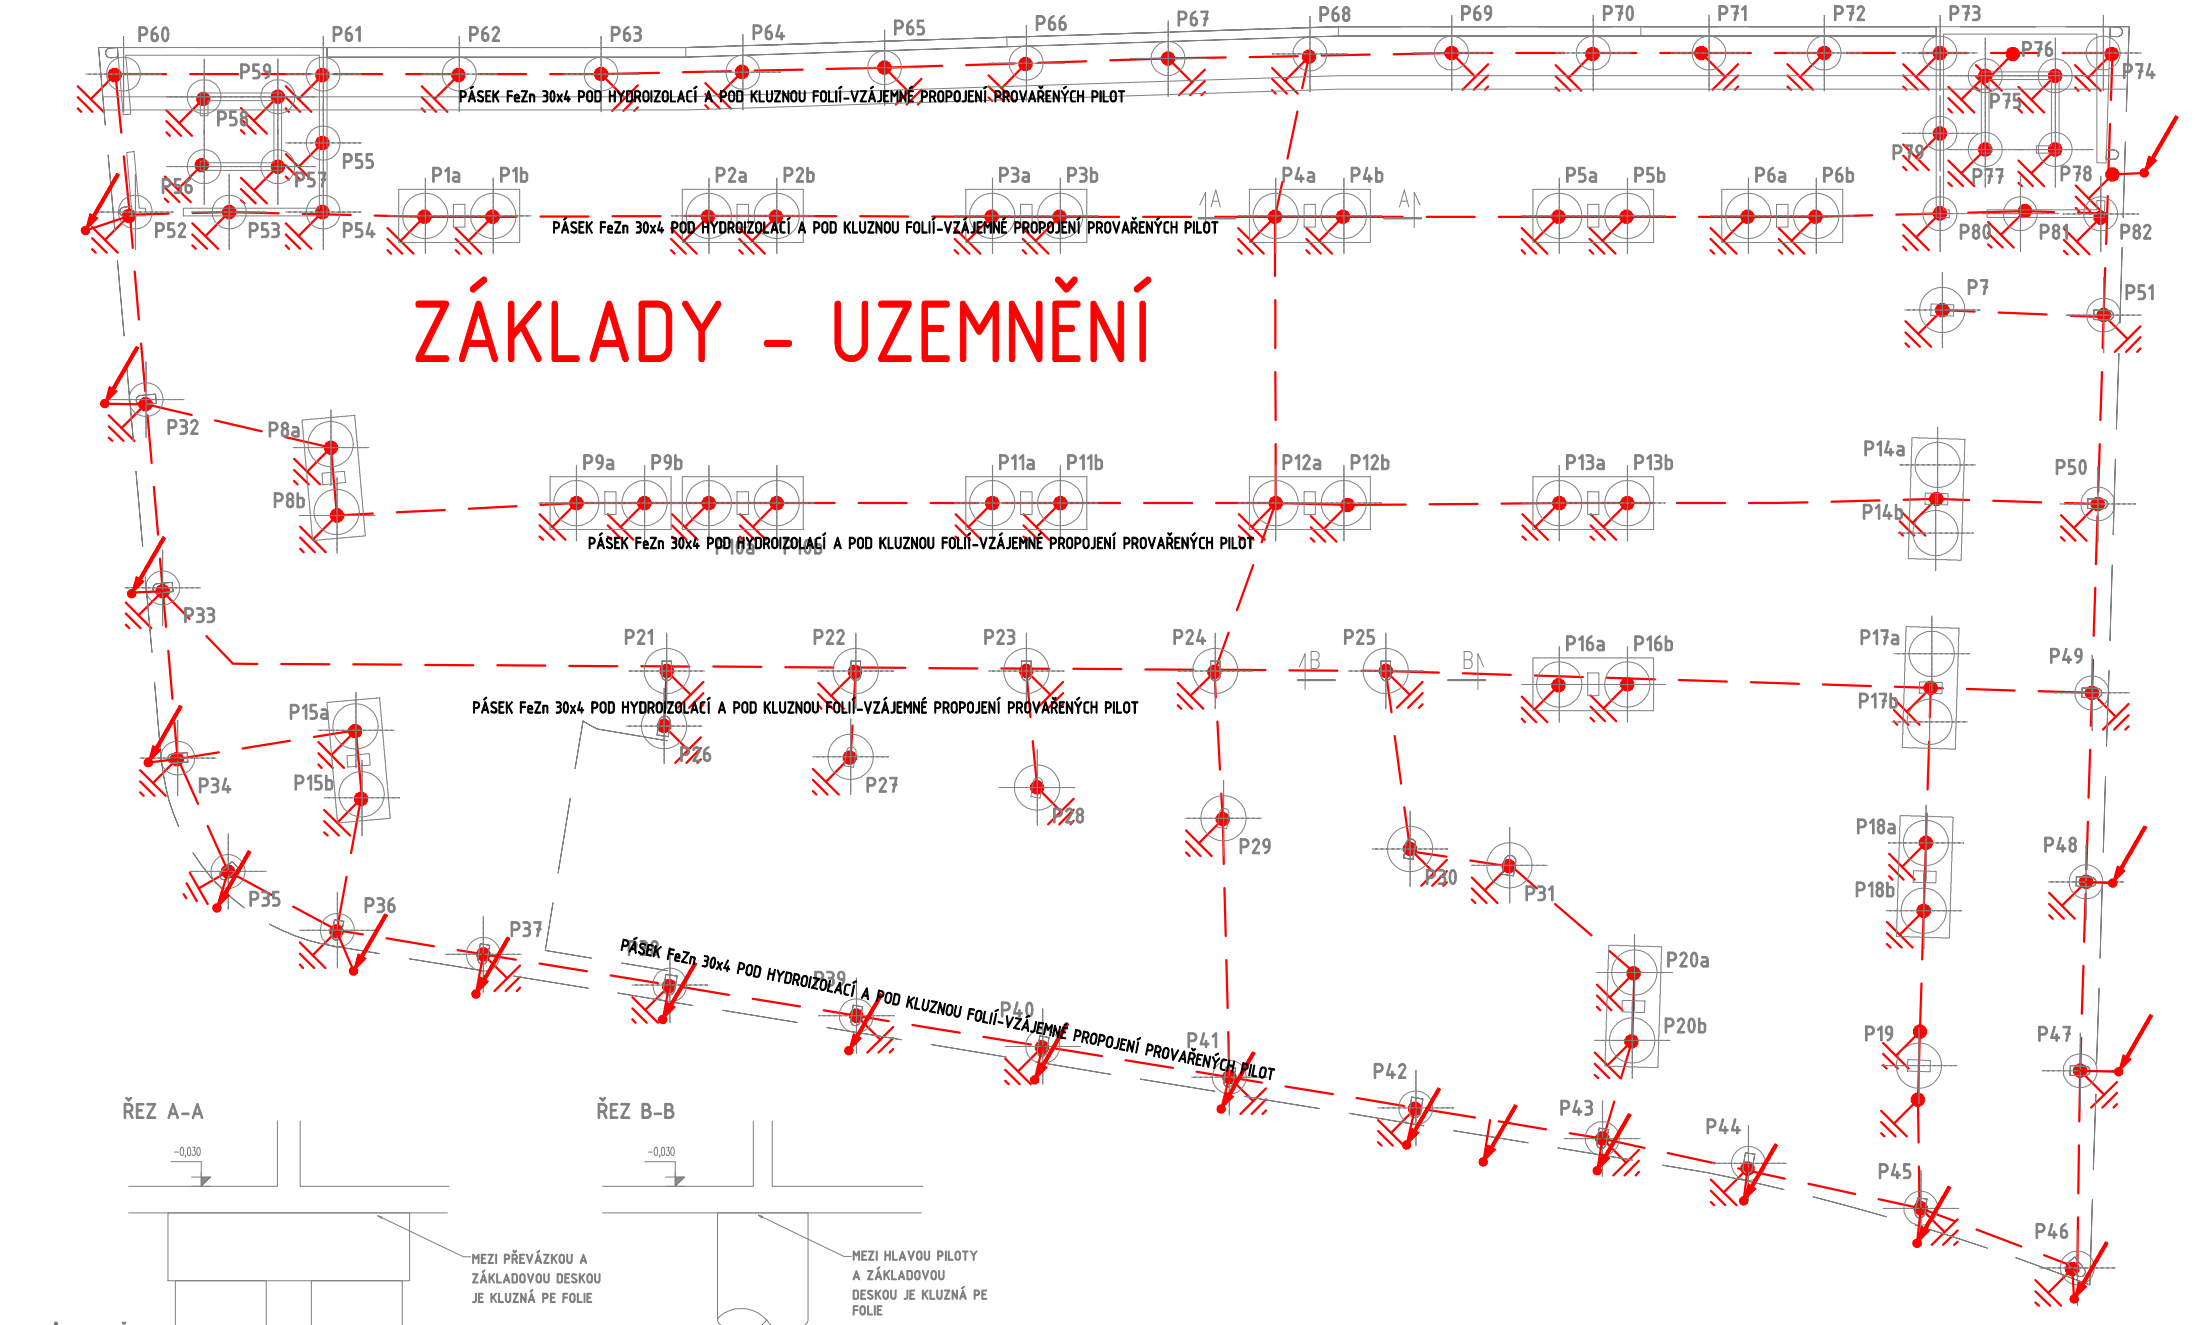 P60 P61 P62 P63 P64 P65 P66 P67 P68 P69 P70 P71 P72 P73
P59 P76 P74
PÁSEK FeZn 30x4 POD HYDROIZOLACÍ A POD KLUZNOU FOLIÍ-VZÁJEMNÉ PROPOJENÍ PROVAŘENÝCH PILOT
P58 P75
P55 P79
P56 P57 P1a P1b P2a P2b P3a P3b P4a P4b P5a P5b P6a P6b P77 P78
A A
P52 P53 P54 P80 P81 P82
PÁSEK FeZn 30x4 POD HYDROIZOLACÍ A POD KLUZNOU FOLIÍ-VZÁJEMNÉ PROPOJENÍ PROVAŘENÝCH PILOT
P7 P51
ZÁKLADY - UZEMNĚNÍ
P32 P8a
P14a
P9a P9b P11a P11b P12a P12b P13a P13b P50
P8b P14b
PÁSEK FeZn 30x4 POD HYDROIZOLACÍ A POD KLUZNOU FOLIÍ-VZÁJEMNÉ PROPOJENÍ PROVAŘENÝCH PILOT
P10a P10b
P33
P21 P22 P23 P24 P25 P16a P16b P17a P49
B B
P15a P17b
PÁSEK FeZn 30x4 POD HYDROIZOLACÍ A POD KLUZNOU FOLIÍ-VZÁJEMNÉ PROPOJENÍ PROVAŘENÝCH PILOT
P26
P34 P15b P27
P28 P18a
P29 P48
P30 P31 P18b
P35 P36
P37 P38
PÁSEK FeZn 30x4 POD HYDROIZOLACÍ A POD KLUZNOU FOLIÍ-VZÁJEMNÉ PROPOJENÍ PROVAŘENÝCH PILOT
P39 P20a
P40 P20b P19 P47
P41
P42
P43 P44
P45
P46
ŘEZ A-A
-0,030
MEZI PŘEVÁZKOU A
ZÁKLADOVOU DESKOU
JE KLUZNÁ PE FOLIE
ŘEZ B-B
-0,030
MEZI HLAVOU PILOTY
A ZÁKLADOVOU
DESKOU JE KLUZNÁ PE
FOLIE